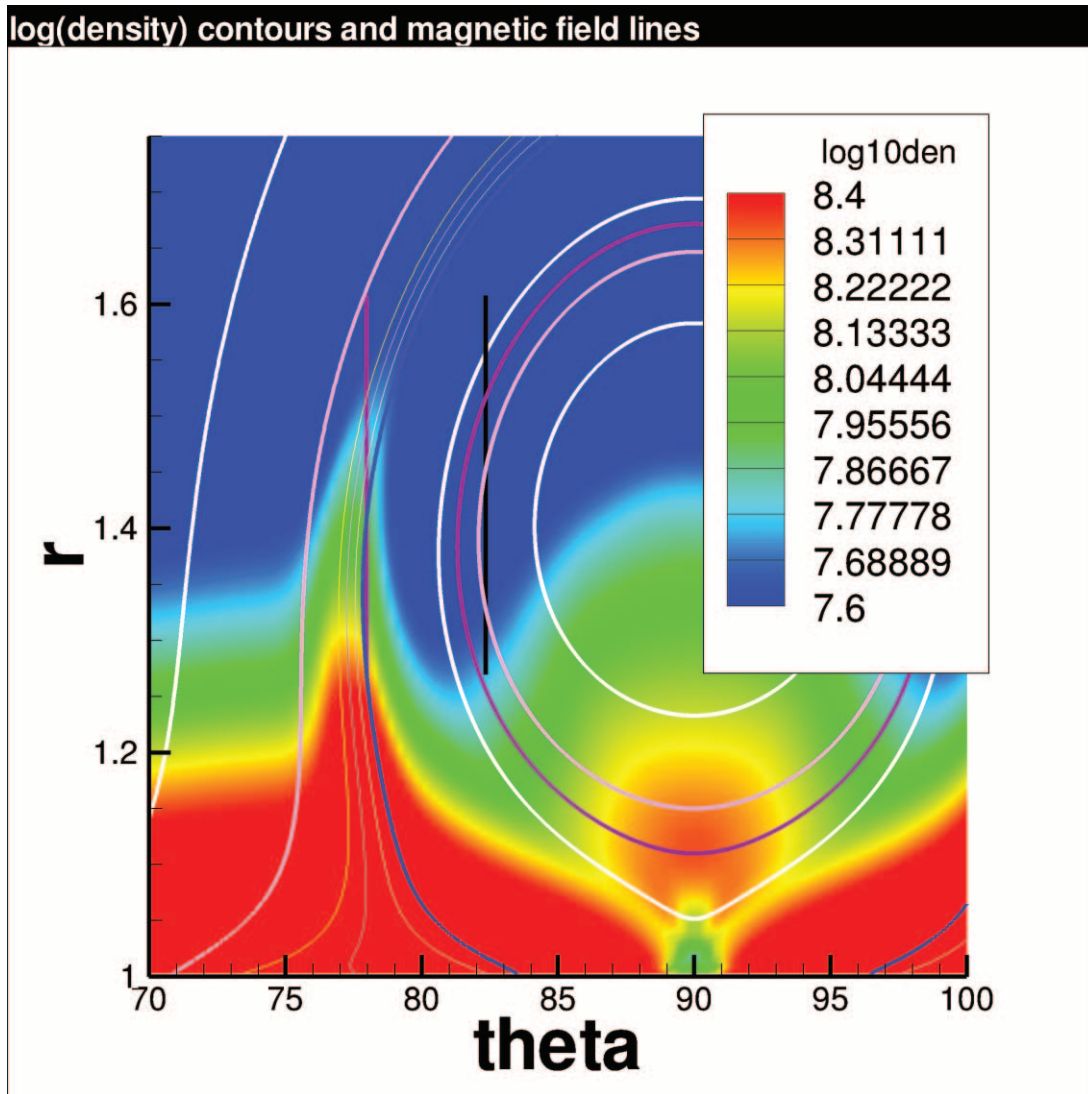 log(density) contours and magnetic field lines
log10den
8.4
8.31111
8.22222
8.13333
8.04444
7.95556
7.86667
7.77778
7.68889
7.6
1.6
1.4
1.2
1
r
70 75 80 85 90 95 100
theta